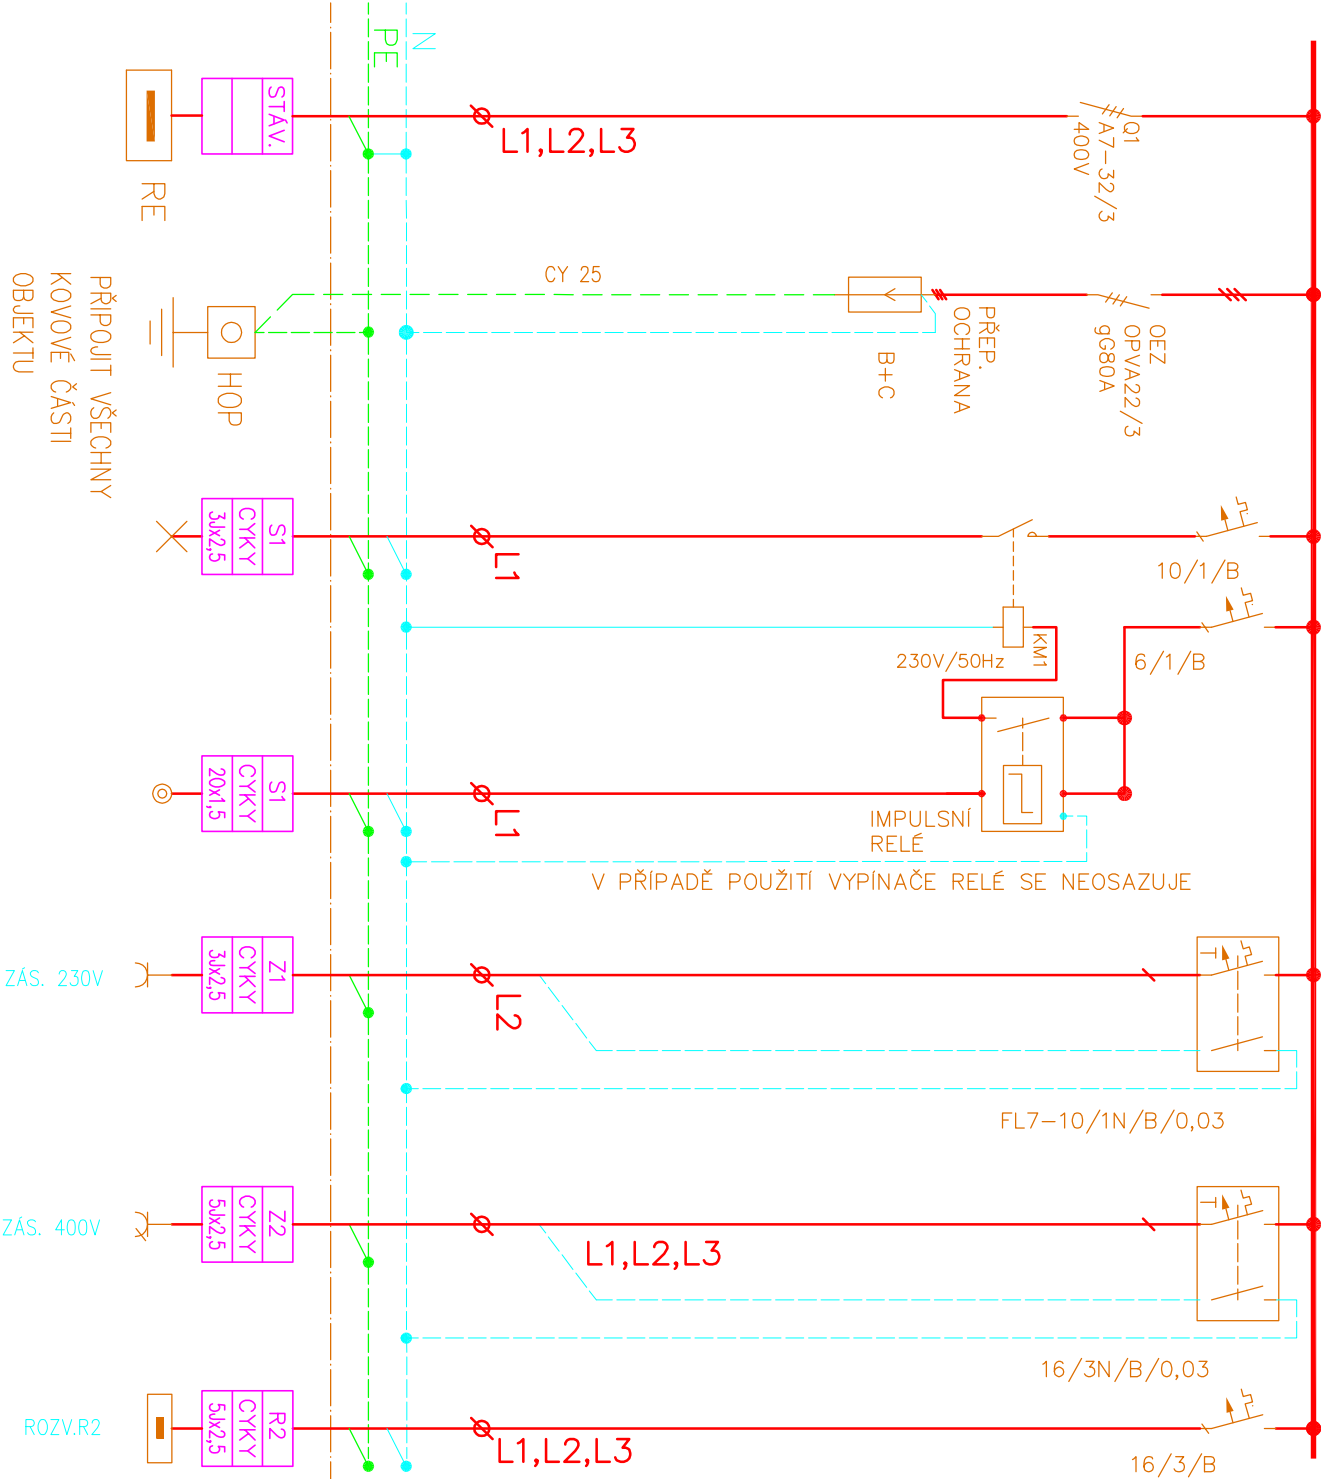 N
PE
STÁV.
RE
L1,L2,L3
Q1
A7-32/3
400V
CY 25
PŘEP.
OCHRANA
B+C
OEZ
OPVA22/3
gG80A
HOP
PŘIPOJIT VŠECHNY
KOVOVÉ ČÁSTI
OBJEKTU
S1
CYKY
3Jx2,5
L1
10/1/B
6/1/B
KM1
230V/50Hz
S1
CYKY
2Ox1,5
L1
IMPULSNÍ
RELÉ
V PŘÍPADĚ POUŽITÍ VYPÍNAČE RELÉ SE NEOSAZUJE
ZÁS. 230V
Z1
CYKY
3Jx2,5
L2
FL7-10/1N/B/0,03
ZÁS. 400V
Z2
CYKY
5Jx2,5
L1,L2,L3
16/3N/B/0,03
ROZV.R2
R2
CYKY
5Jx2,5
L1,L2,L3
16/3/B